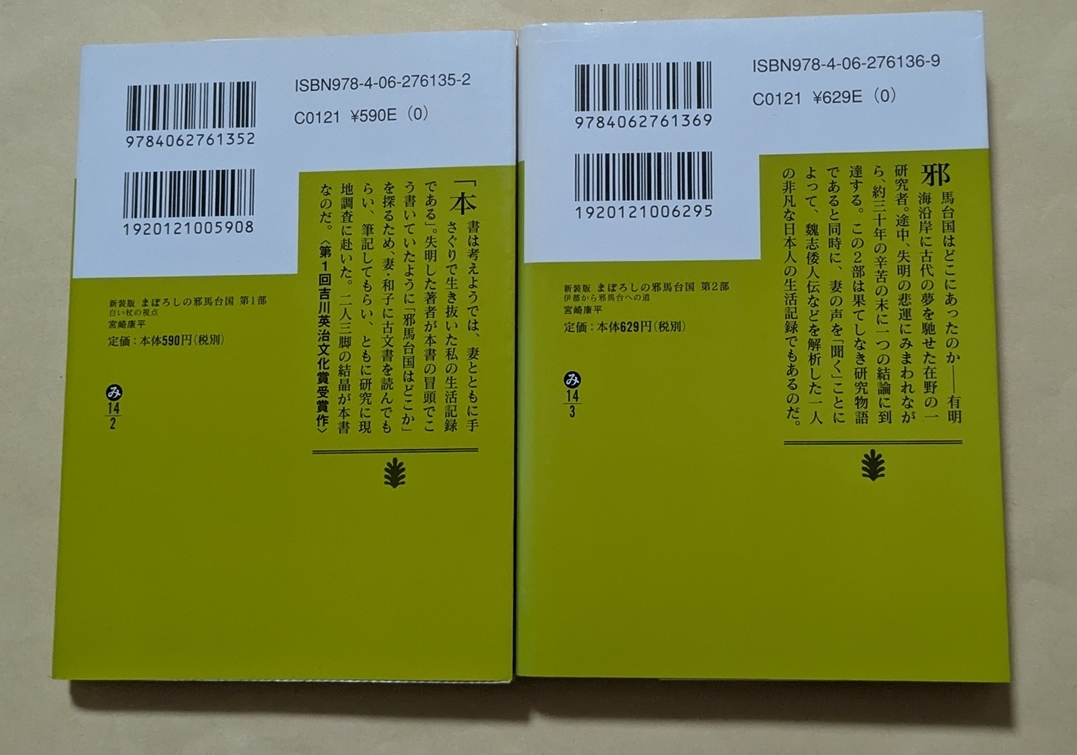 ISBN978-4-06-276135-2
C0121 ¥590E (0)
9784062761352
1920121005908
「本書は考えようでは、妻とともに手
さぐりで生き抜いた私の生活記録
である」。失明した著者が本書の冒頭でこ
う書いていたように「邪馬台国はどこか」
を探るため、妻・和子に古文書を読んでも
らい、筆記してもらい、ともに研究に現
地調査に赴いた。二人三脚の結晶が本書
なのだ。〈第1回吉川英治文化賞受賞作〉
新装版 まぼろしの邪馬台国 第1部
白い杖の視点
宮崎康平
定価：本体590円(税別)
み
14
2
ISBN978-4-06-276136-9
C0121 ¥629E (0)
9784062761369
1920121006295
邪馬台国はどこにあったのか――有明
海沿岸に古代の夢を馳せた在野の一
研究者。途中、失明の悲運にみまわれなが
ら、約三十年の辛苦の末に一つの結論に到
達する。この2部は果てしなき研究物語
であると同時に、妻の声を「聞く」ことに
よって、魏志倭人伝などを解析した一人
の非凡な日本人の生活記録でもあるのだ。
新装版 まぼろしの邪馬台国 第2部
伊都から邪馬台への道
宮崎康平
定価：本体629円(税別)
み
14
3